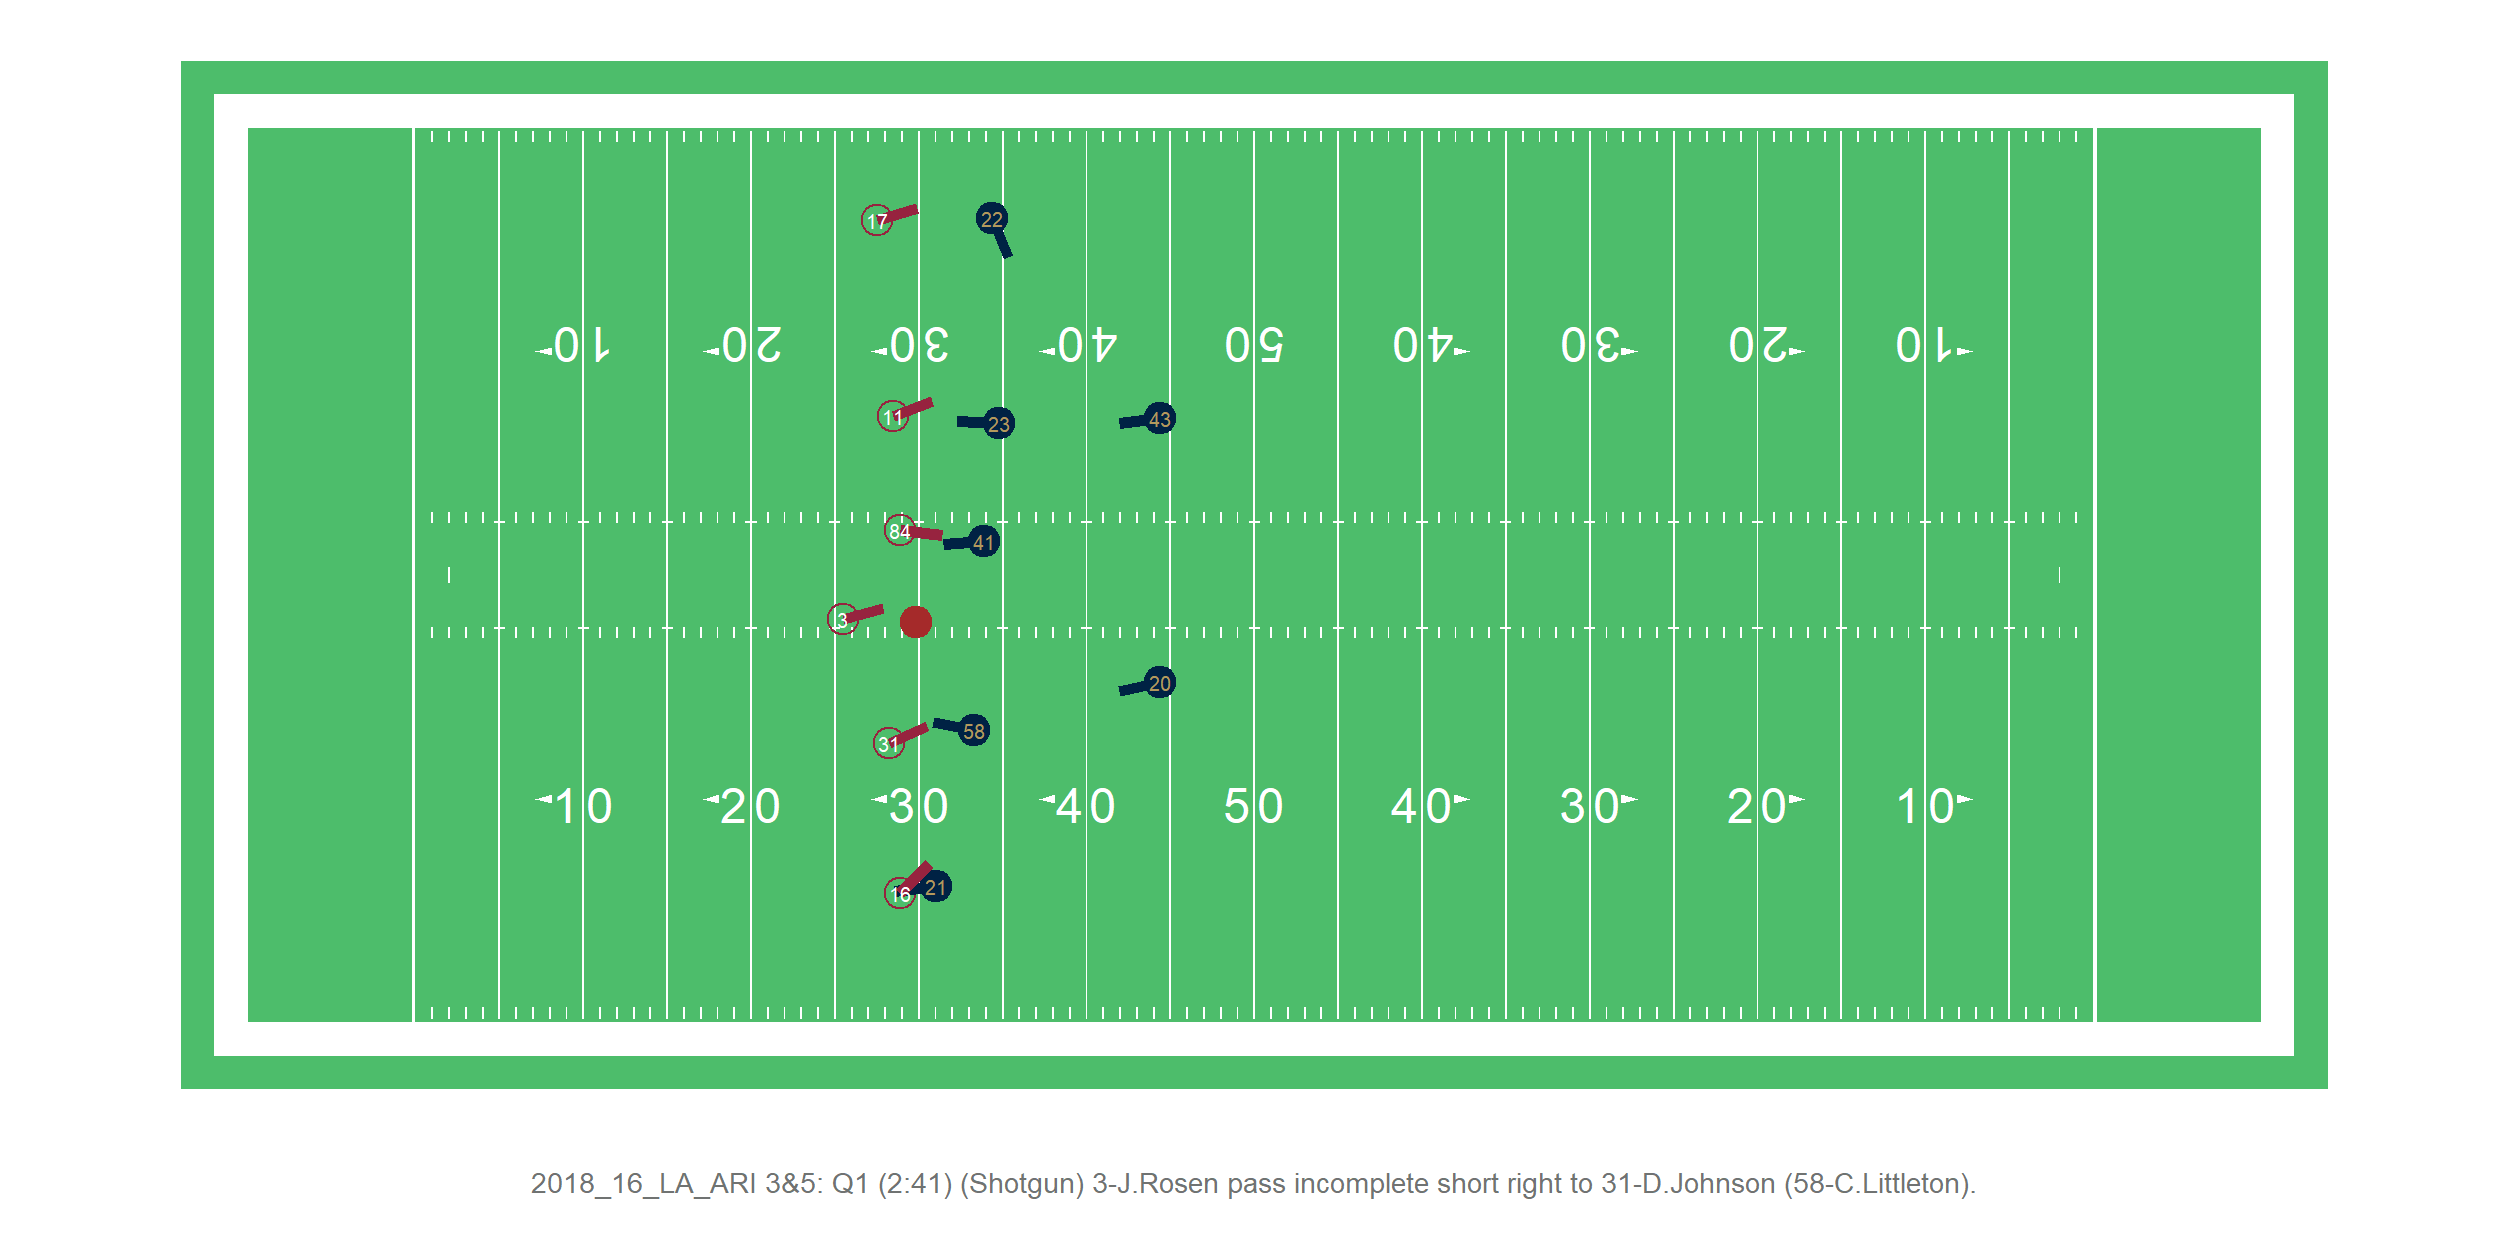 17 22
10 20 30 40 50 40 30 20 10
11 23 43
84 41
3
20
31 58
10 20 30 40 50 40 30 20 10
16 21
2018_16_LA_ARI 3&5: Q1 (2:41) (Shotgun) 3-J.Rosen pass incomplete short right to 31-D.Johnson (58-C.Littleton).